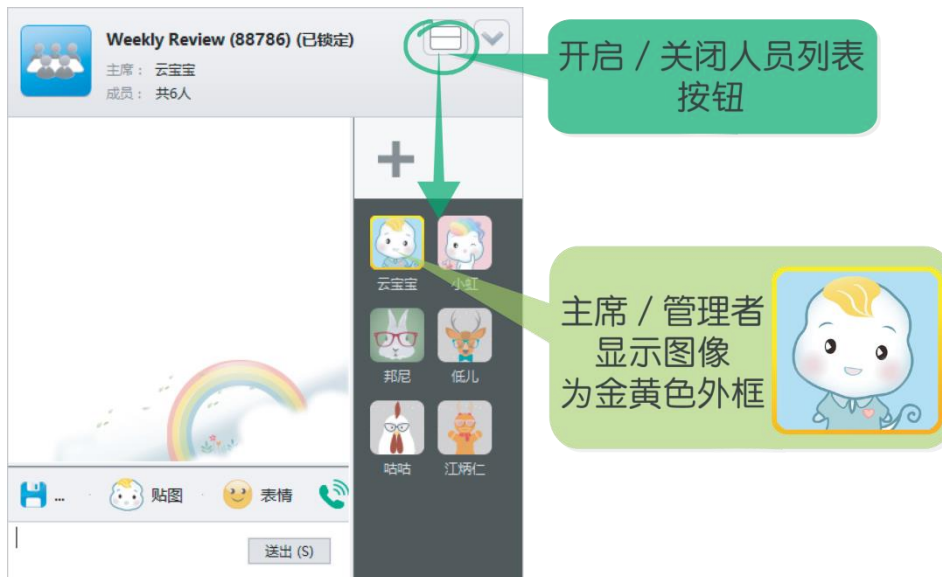 Weekly Review (88786) (已锁定)
主席： 云宝宝
成员： 共6人
开启 / 关闭人员列表
按钮
云宝宝
小虹
主席 / 管理者
显示图像
为金黄色外框
邦尼
低儿
咕咕
江炳仁
...
贴图
表情
送出 (S)